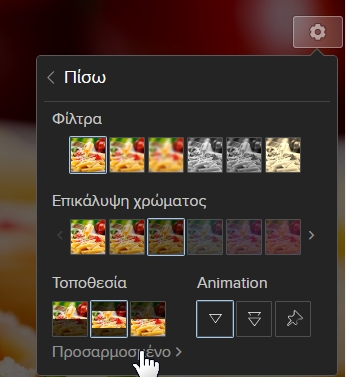 Πίσω
Φίλτρα
Επικάλυψη χρώματος
Τοποθεσία Animation
Προσαρμοσμένο